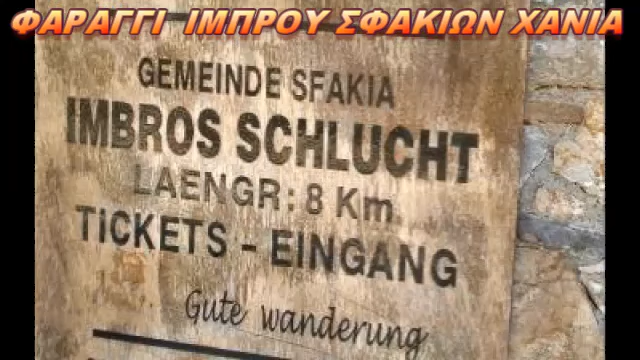 ΦΑΡΑΓΓΙ ΙΜΠΡΟΥ ΣΦΑΚΙΩΝ ΧΑΝΙΑ
GEMEINDE SFAKIA
IMBROS SCHLUCHT
LAENGR: 8 Km
TICKETS - EINGANG
Gute wanderung